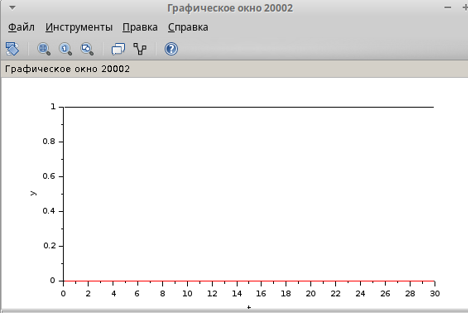 Графическое окно 20002
Файл Инструменты Правка Справка
Графическое окно 20002
1
0.8
0.6
0.4
0.2
0
y
0 2 4 6 8 10 12 14 16 18 20 22 24 26 28 30
t